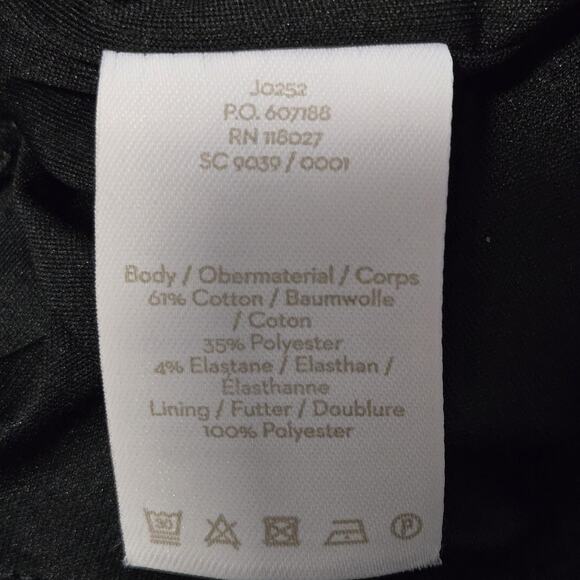 J0252
P.O. 607188
RN 118027
SC 9039 / 0001
Body / Obermaterial / Corps
61% Cotton / Baumwolle
/ Coton
35% Polyester
4% Elastane / Elasthan /
Élasthanne
Lining / Futter / Doublure
100% Polyester
30
P